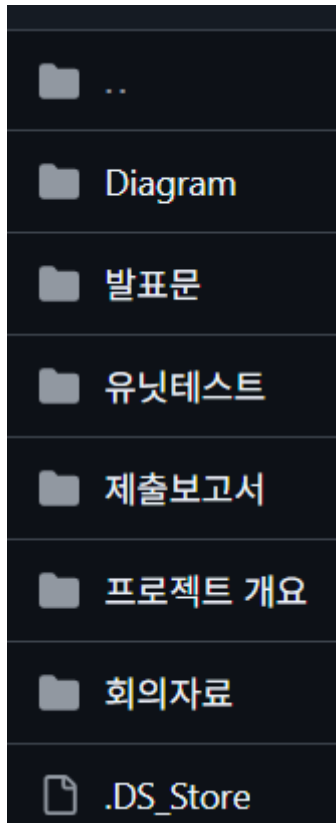 ..
Diagram
발표문
유닛테스트
제출보고서
프로젝트 개요
회의자료
.DS_Store